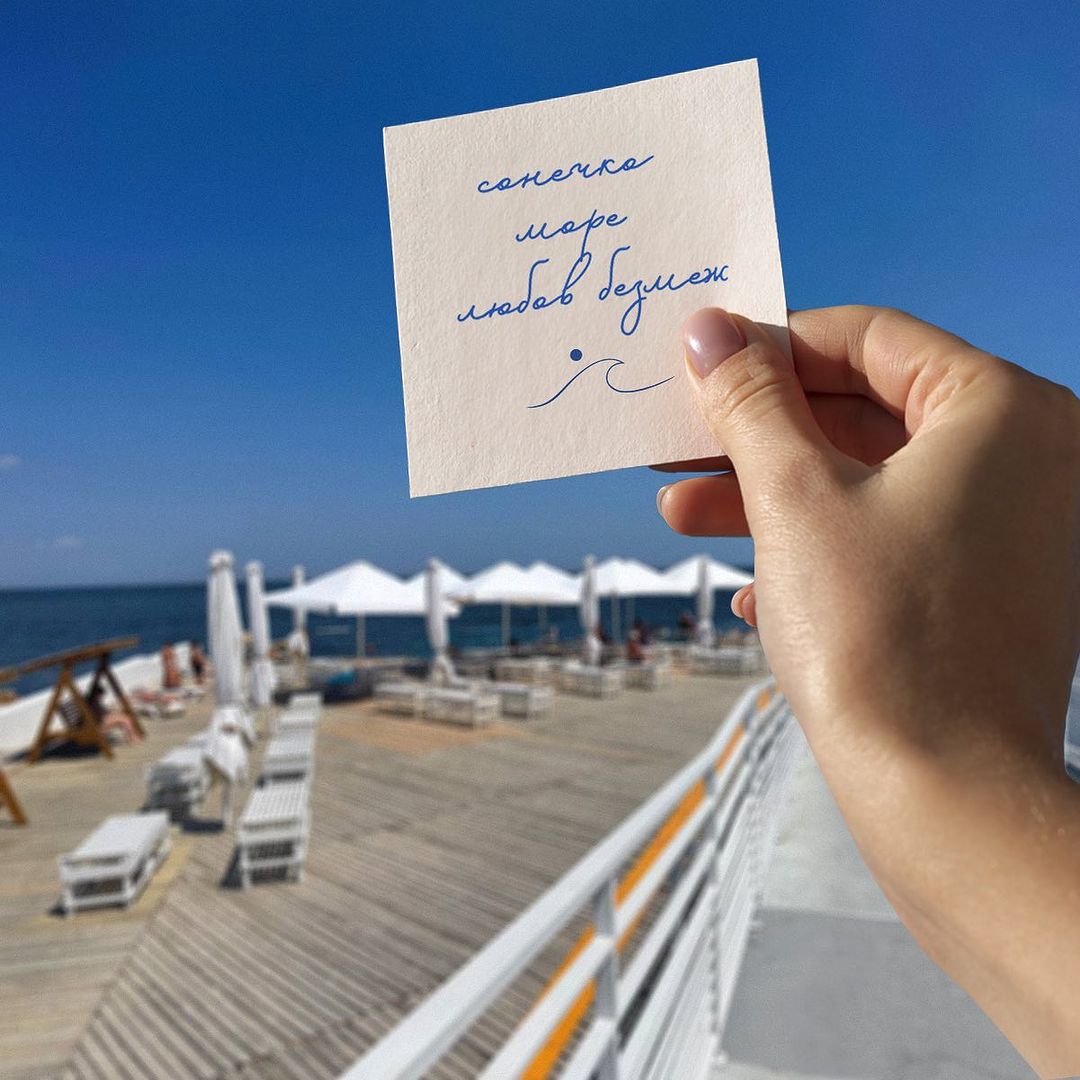 сонечко
море
любов безмеж